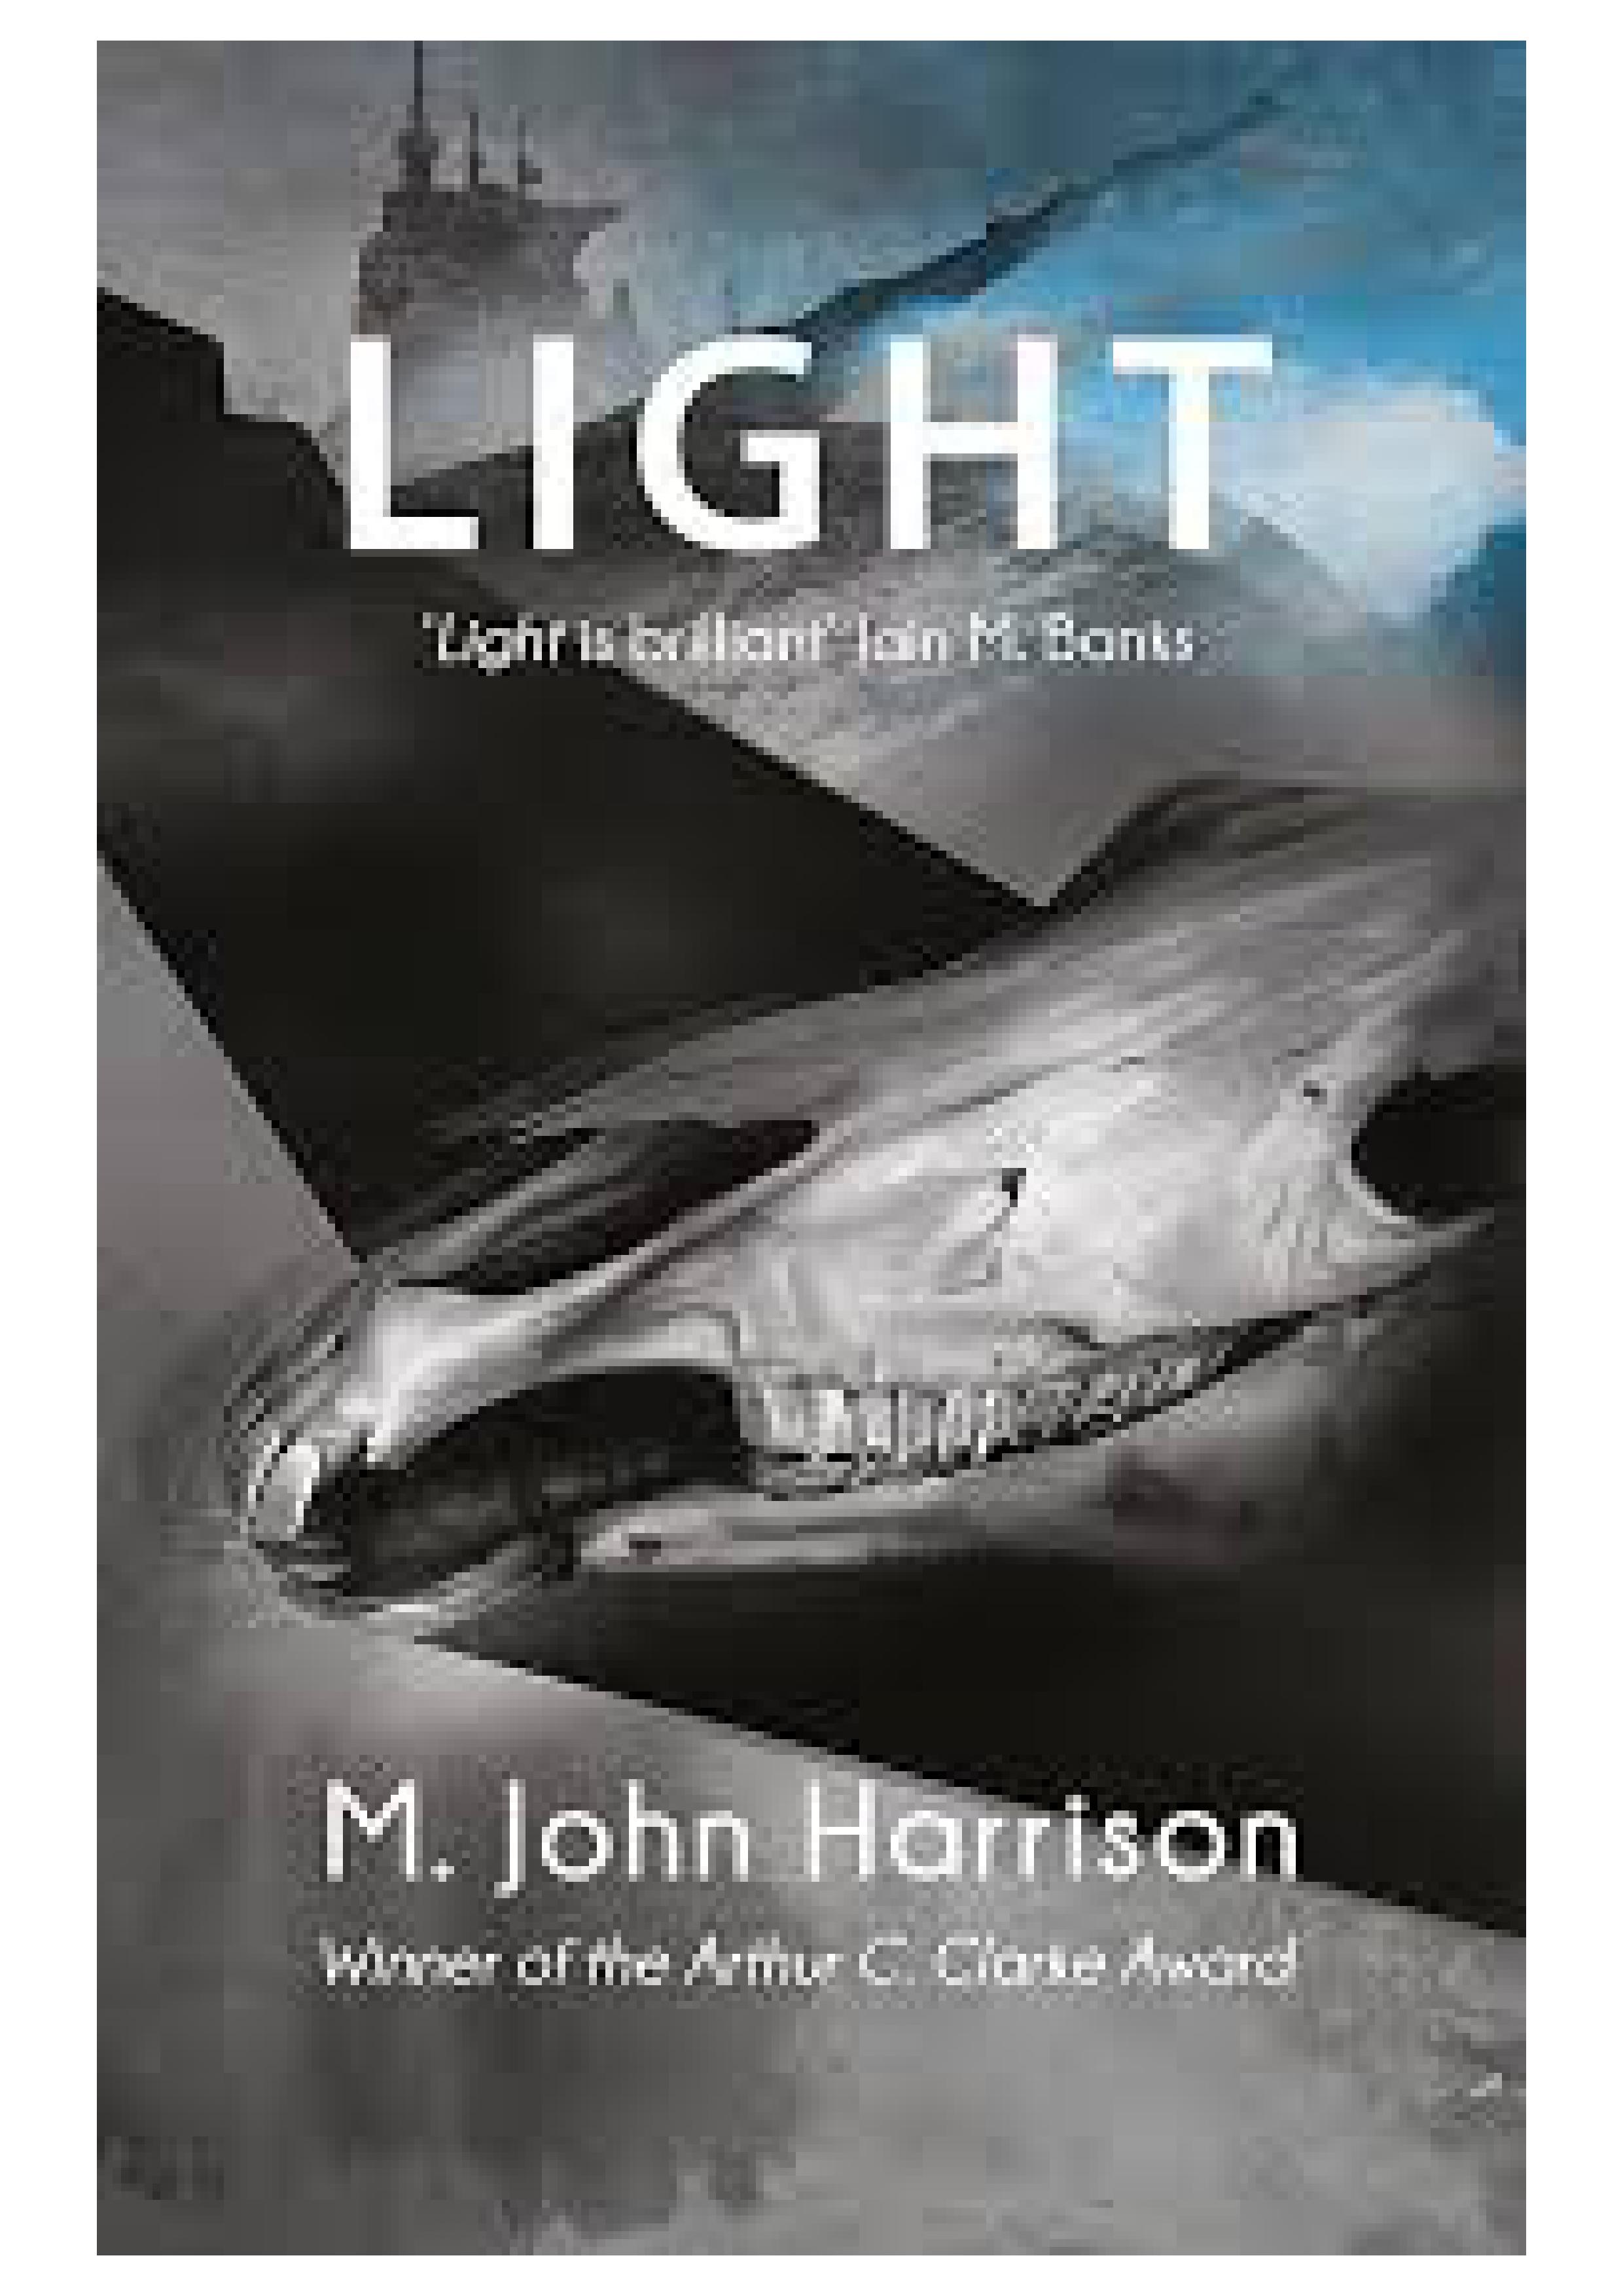 LIGHT
'Light is brilliant' Iain M. Banks
M. John Harrison
Winner of the Arthur C. Clarke Award